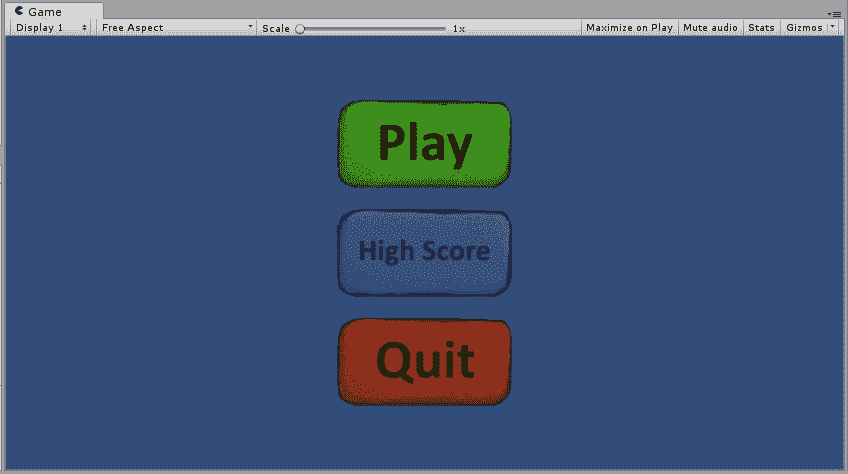 Game
Display 1 Free Aspect Scale 1x Maximize on Play Mute audio Stats Gizmos
Play
High Score
Quit